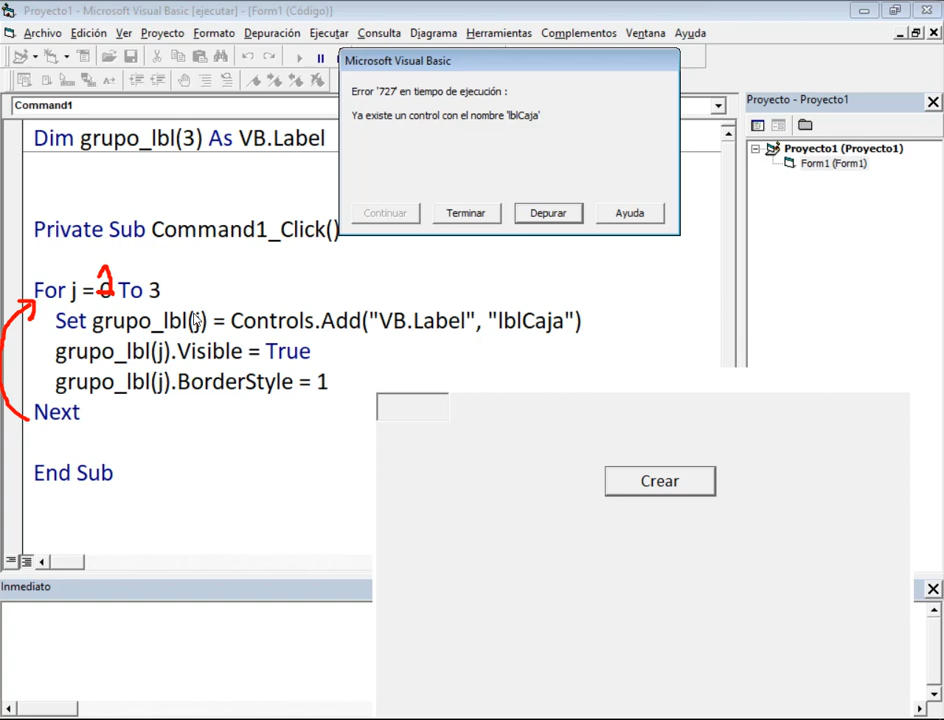 Proyecto1 - Microsoft Visual Basic [ejecutar] - [Form1 (Código)]
Archivo Edición Ver Proyecto Formato Depuración Ejecutar Consulta Diagrama Herramientas Complementos Ventana Ayuda
Microsoft Visual Basic
Error '727' en tiempo de ejecución :
Ya existe un control con el nombre 'lblCaja'
Continuar Terminar Depurar Ayuda
Command1
Dim grupo_lbl(3) As VB.Label
Private Sub Command1_Click()
For j = 0 To 3
1
Set grupo_lbl(j) = Controls.Add("VB.Label", "lblCaja")
grupo_lbl(j).Visible = True
grupo_lbl(j).BorderStyle = 1
Next
End Sub
Proyecto - Proyecto1
Proyecto1 (Proyecto1)
Form1 (Form1)
Crear
Inmediato